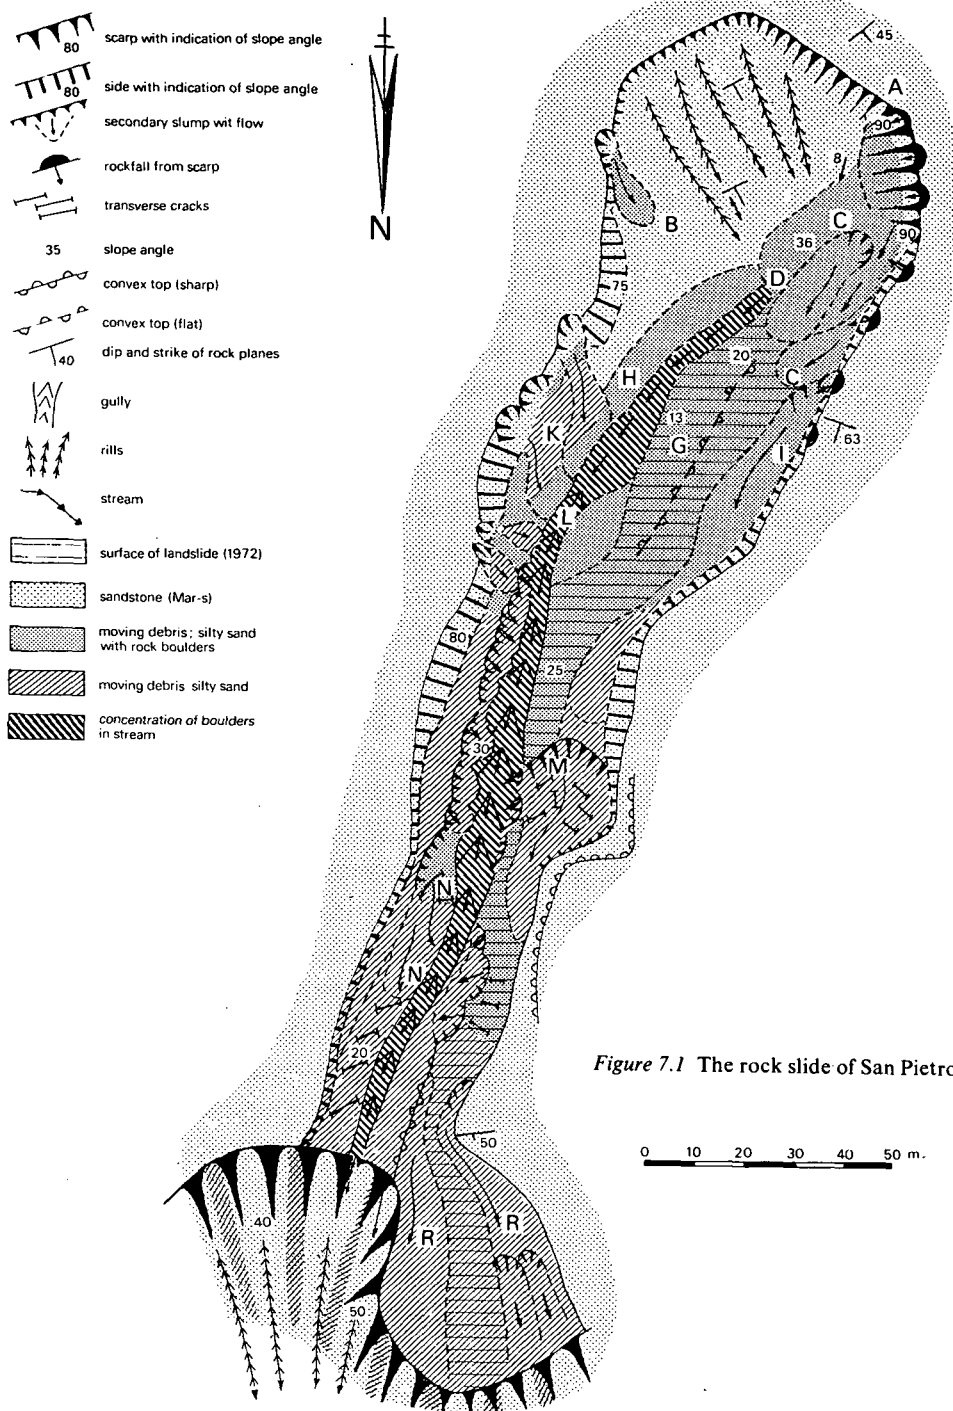 80 scarp with indication of slope angle
80 side with indication of slope angle
secondary slump wit flow
rockfall from scarp
transverse cracks
35 slope angle
convex top (sharp)
convex top (flat)
40 dip and strike of rock planes
gully
rills
stream
surface of landslide (1972)
sandstone (Mar-s)
moving debris; silty sand
with rock boulders
moving debris silty sand
concentration of boulders
in stream
N
45
A
90
8
C
B
36
90
D
75
20
H
C
13
K
G
63
I
L
80
25
30
M
N
N
20
Figure 7.1 The rock slide of San Pietro
50
0 10 20 30 40 50 m.
40
R
R
50